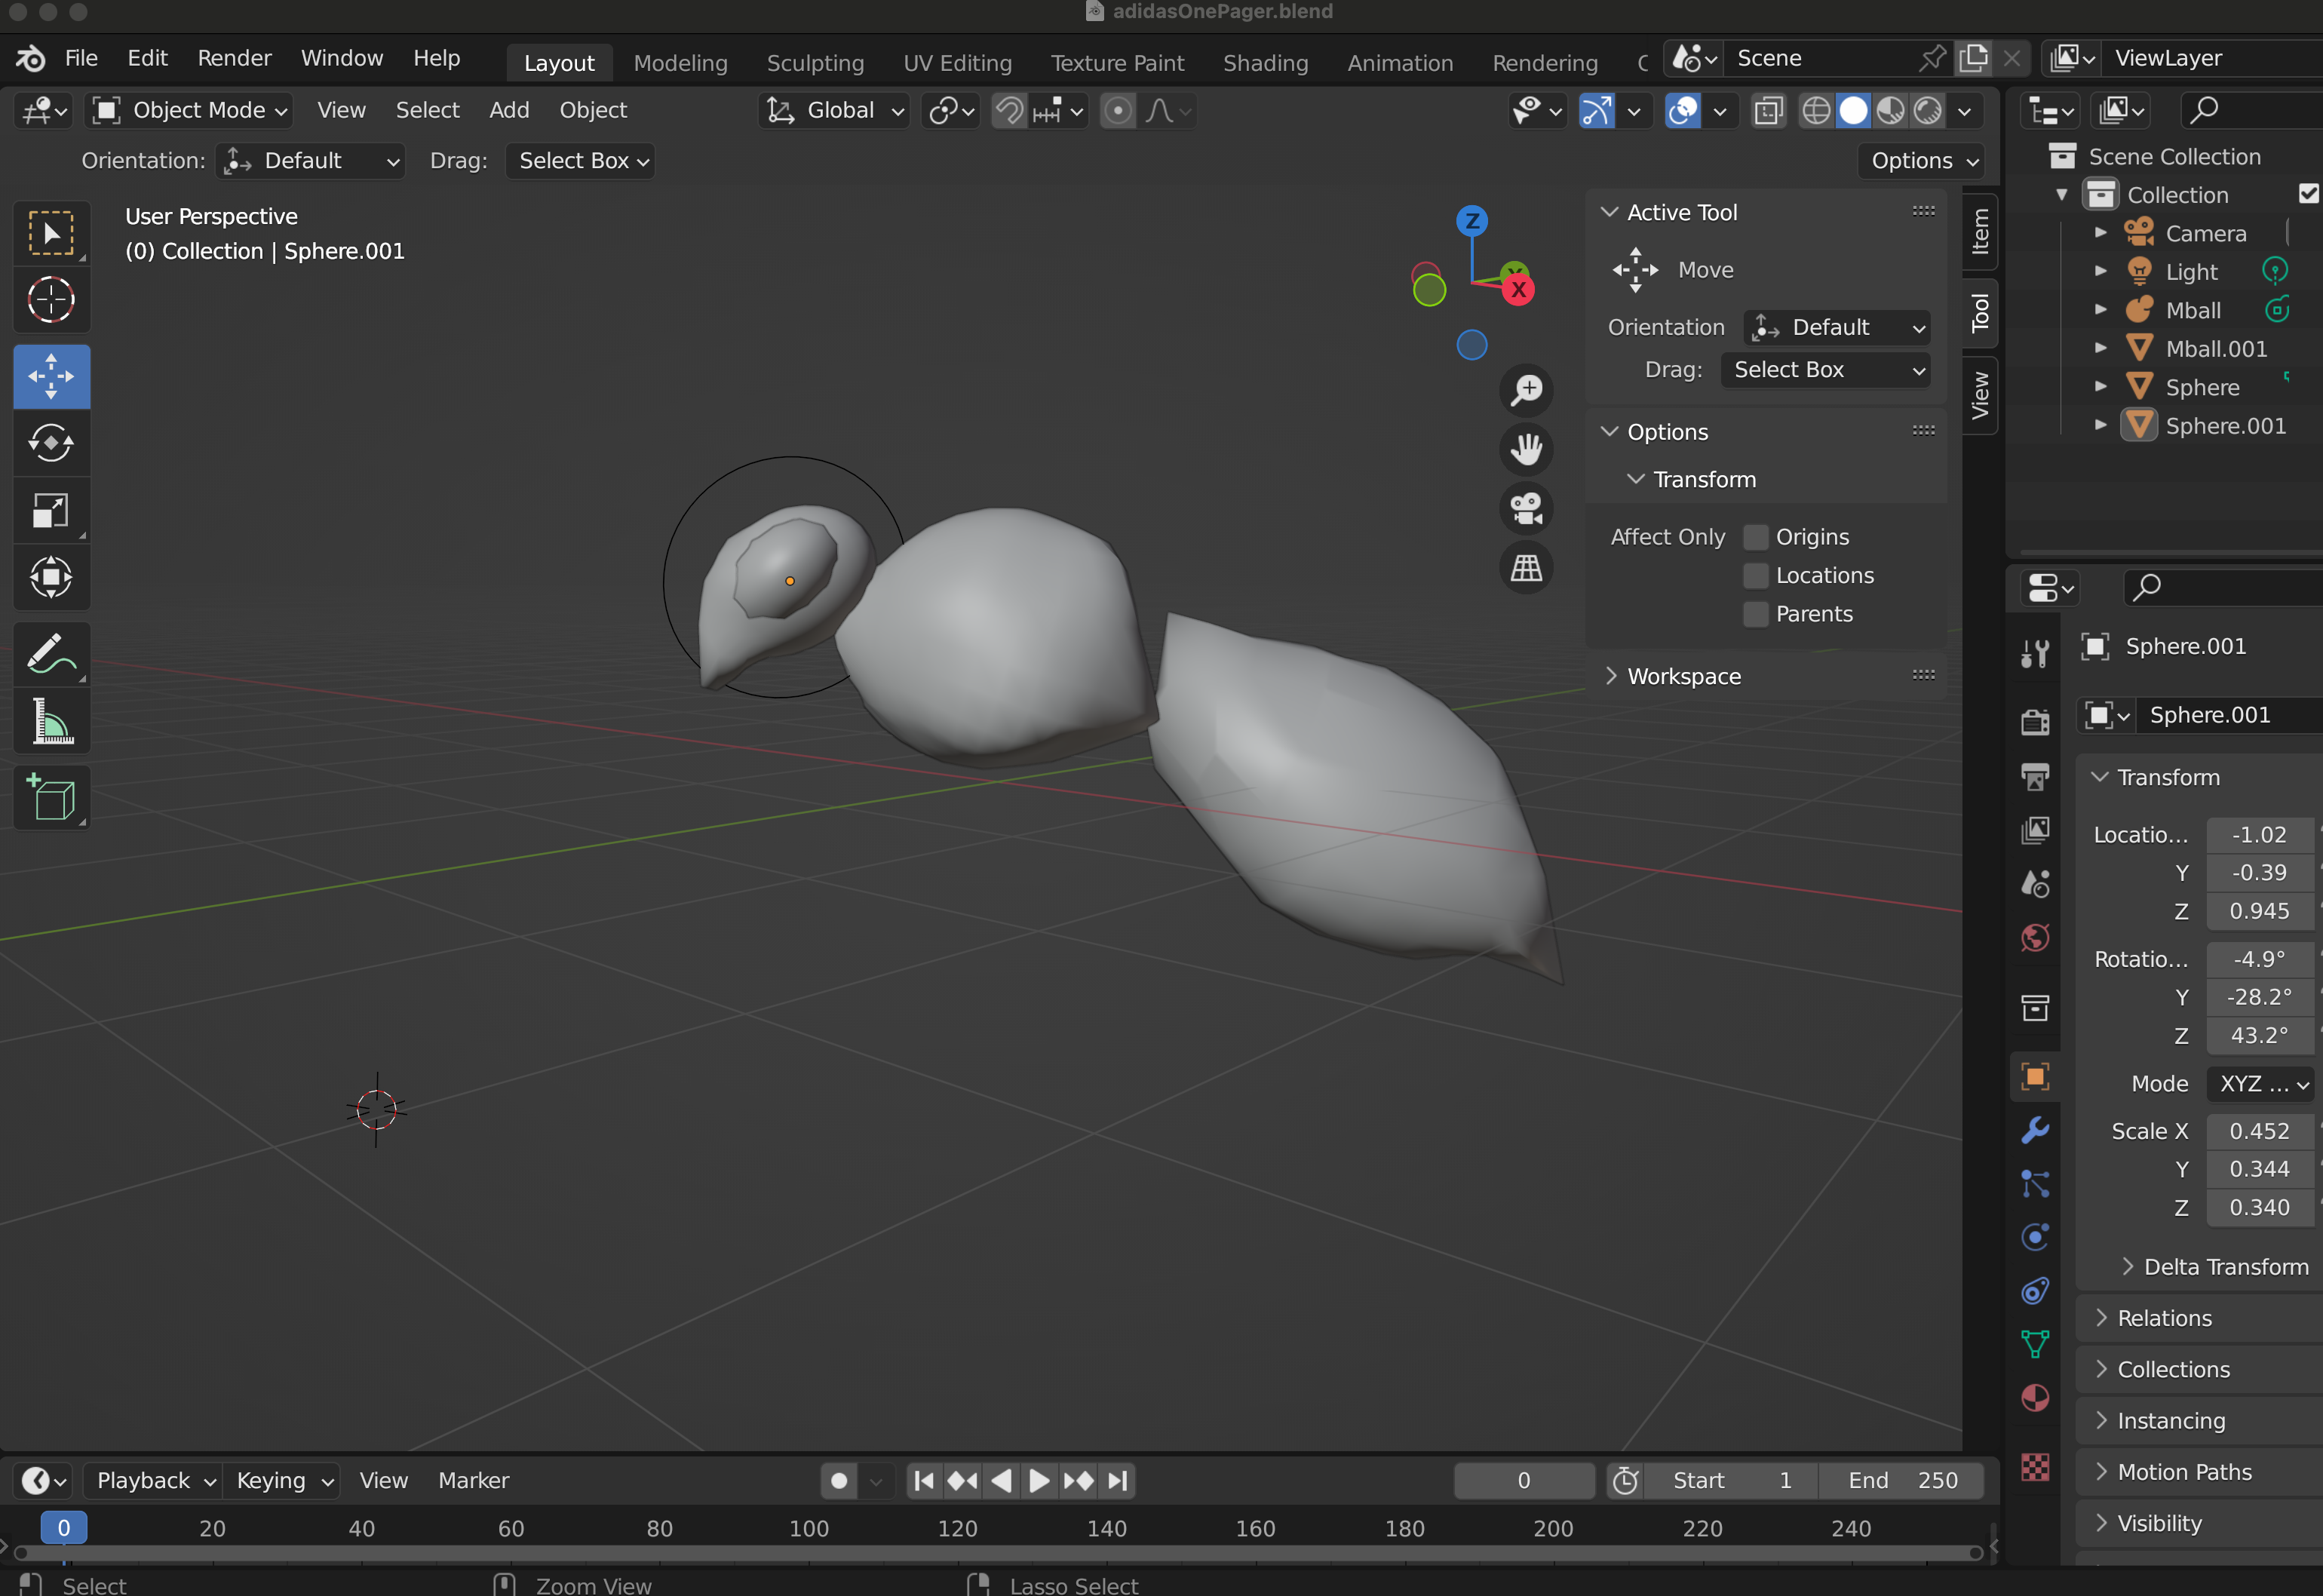 adidasOnePager.blend
File Edit Render Window Help
Layout Modeling Sculpting UV Editing Texture Paint Shading Animation Rendering
Scene
ViewLayer
Object Mode View Select Add Object
Global
Orientation: Default Drag: Select Box
Options
User Perspective
(0) Collection | Sphere.001
Z
Y
X
Active Tool
Move
Orientation Default
Drag: Select Box
Options
Transform
Affect Only Origins
Locations
Parents
Workspace
Item
Tool
View
Scene Collection
Collection
Camera
Light
Mball
Mball.001
Sphere
Sphere.001
Sphere.001
Sphere.001
Transform
Locatio... -1.02
Y -0.39
Z 0.945
Rotatio... -4.9°
Y -28.2°
Z 43.2°
Mode XYZ ...
Scale X 0.452
Y 0.344
Z 0.340
Delta Transform
Relations
Collections
Instancing
Motion Paths
Visibility
Playback Keying View Marker
0
Start 1 End 250
0 20 40 60 80 100 120 140 160 180 200 220 240
Select Zoom View Lasso Select